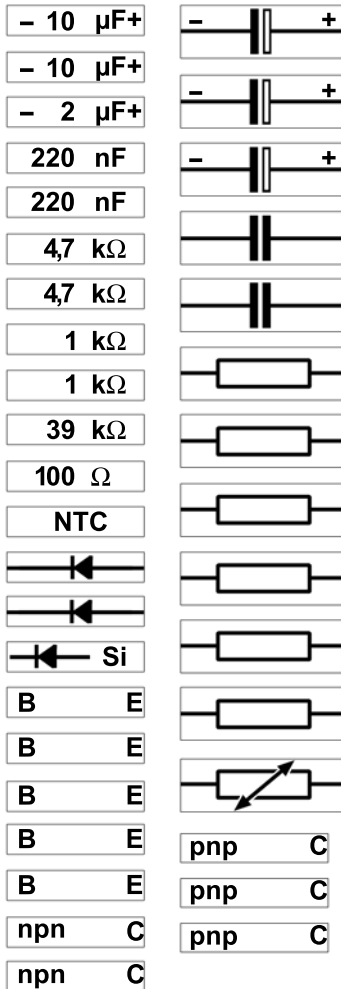 – 10 µF+
– 10 µF+
– 2 µF+
220 nF
220 nF
4,7 kΩ
4,7 kΩ
1 kΩ
1 kΩ
39 kΩ
100 Ω
NTC
Si
B E
B E
B E
B E
B E
npn C
npn C
– +
– +
– +
pnp C
pnp C
pnp C